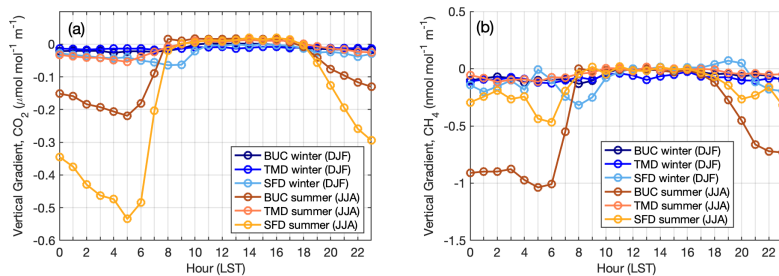 (a)
0
-0.1
-0.2
-0.3
-0.4
-0.5
-0.6
Vertical Gradient, CO2 (μmol mol-1 m-1)
BUC winter (DJF)
TMD winter (DJF)
SFD winter (DJF)
BUC summer (JJA)
TMD summer (JJA)
SFD summer (JJA)
0 2 4 6 8 10 12 14 16 18 20 22
Hour (LST)
(b)
0.5
0
-0.5
-1
-1.5
Vertical Gradient, CH4 (nmol mol-1 m-1)
BUC winter (DJF)
TMD winter (DJF)
SFD winter (DJF)
BUC summer (JJA)
TMD summer (JJA)
SFD summer (JJA)
0 2 4 6 8 10 12 14 16 18 20 22
Hour (LST)